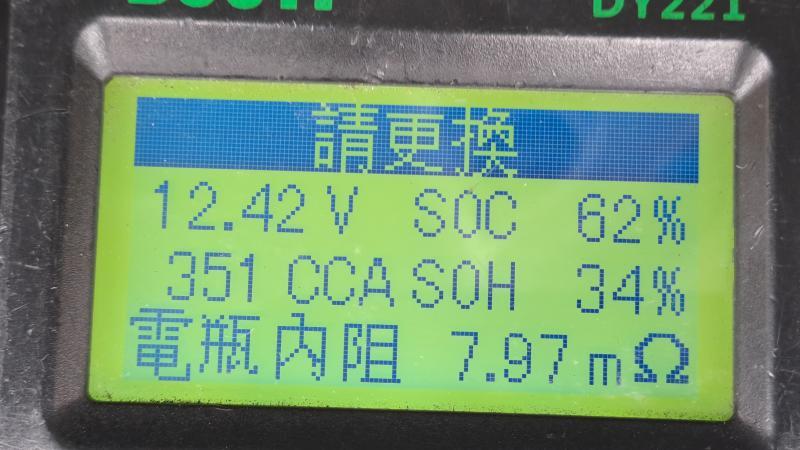 DY221
請更換
12.42 V SOC 62%
351 CCA SOH 34%
電瓶內阻 7.97 mΩ